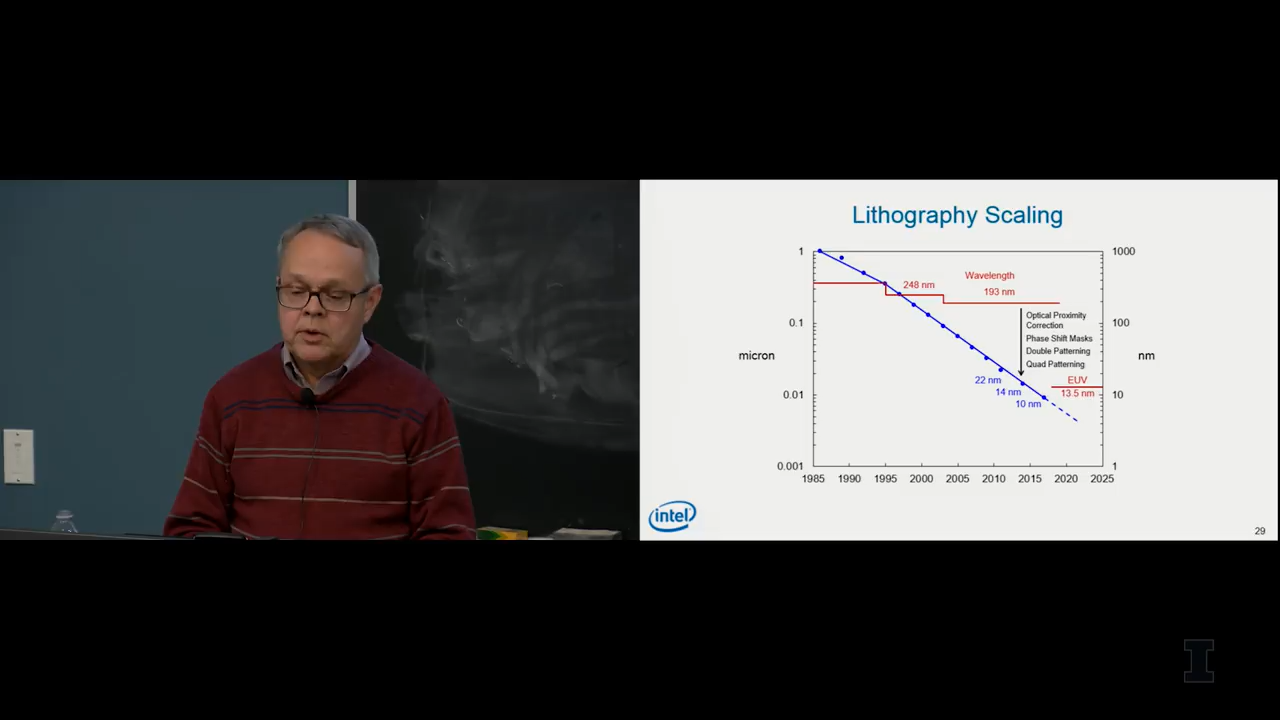 Lithography Scaling
1
1000
Wavelength
248 nm
193 nm
0.1
100
Optical Proximity
Correction
Phase Shift Masks
Double Patterning
Quad Patterning
micron
nm
22 nm
EUV
14 nm
13.5 nm
0.01
10
10 nm
0.001
1
1985 1990 1995 2000 2005 2010 2015 2020 2025
intel
29
I